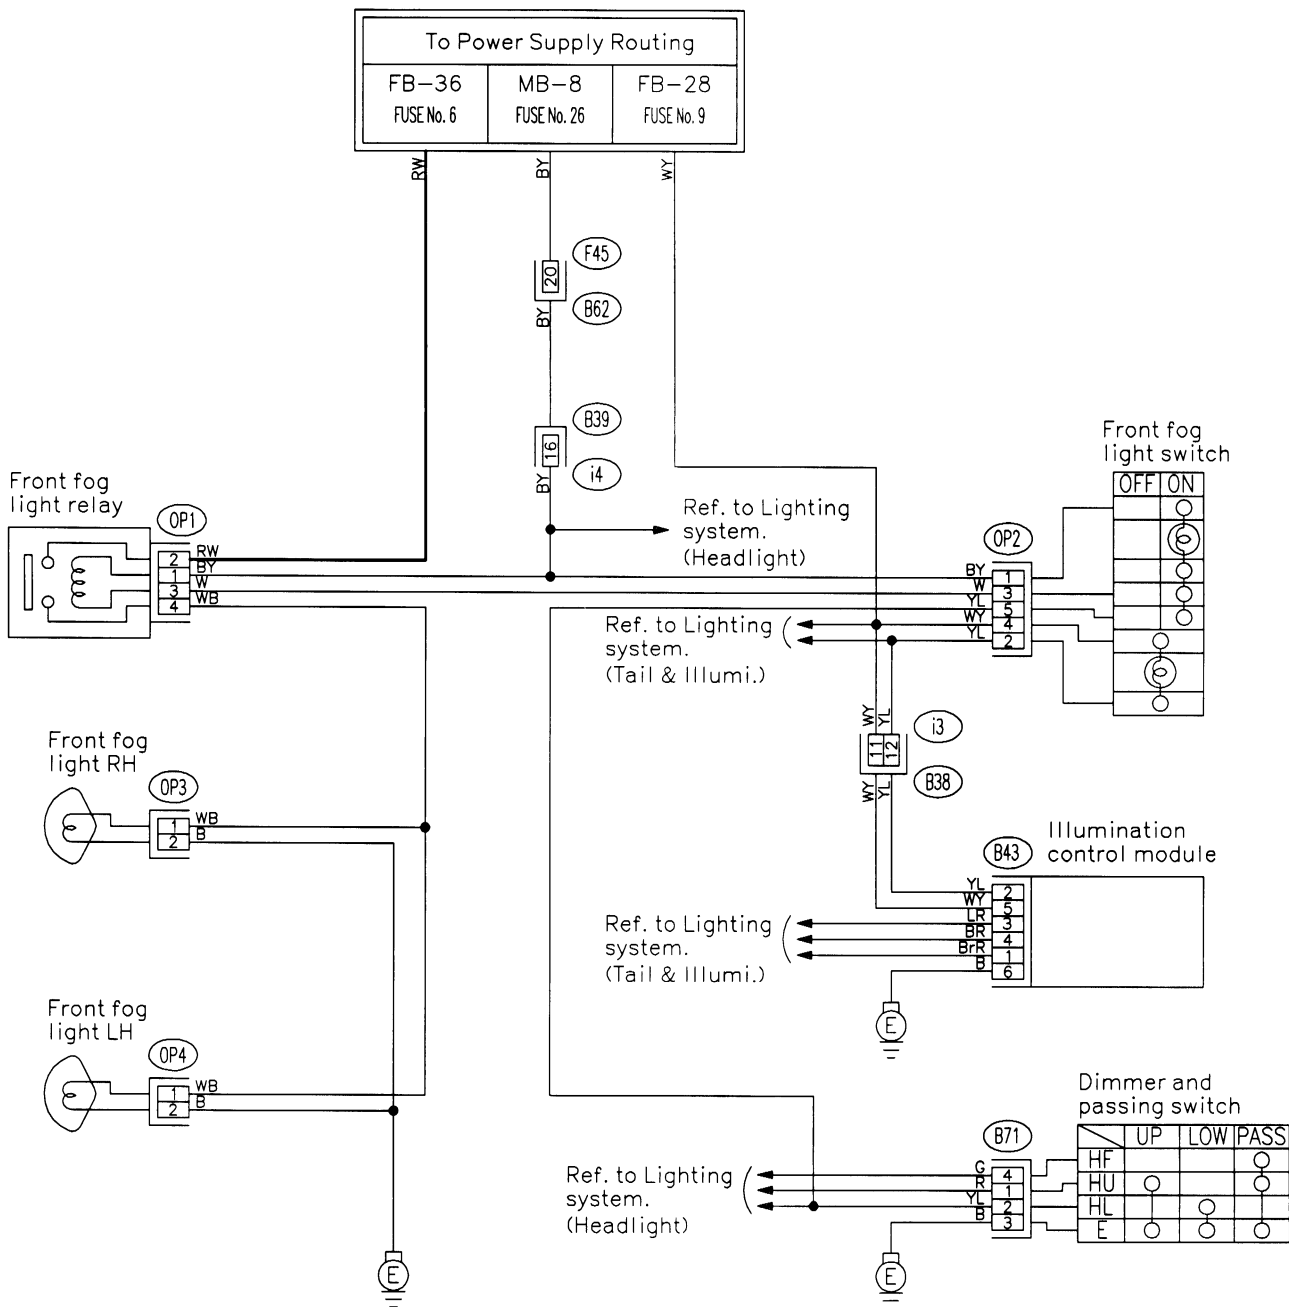 To Power Supply Routing
FB-36 MB-8 FB-28
FUSE No. 6 FUSE No. 26 FUSE No. 9
RW BY WY
F45
20
B62
BY
B39
16
i4
BY
Front fog
light switch
OFF ON
Front fog
light relay
OP1
2 RW
1 BY
3 W
4 WB
Ref. to Lighting
system.
(Headlight)
OP2
BY 1
W 3
YL 5
WY 4
YL 2
Ref. to Lighting
system.
(Tail & Illumi.)
WY YL
i3
11 12
B38
WY YL
Front fog
light RH
OP3
1 WB
2 B
Illumination
control module
B43
YL 2
WY 5
LR 3
BR 4
BrR 1
B 6
Ref. to Lighting
system.
(Tail & Illumi.)
E
Front fog
light LH
OP4
1 WB
2 B
E
Dimmer and
passing switch
B71
UP LOW PASS
HF
HU
HL
E
G 4
R 1
YL 2
B 3
Ref. to Lighting
system.
(Headlight)
E